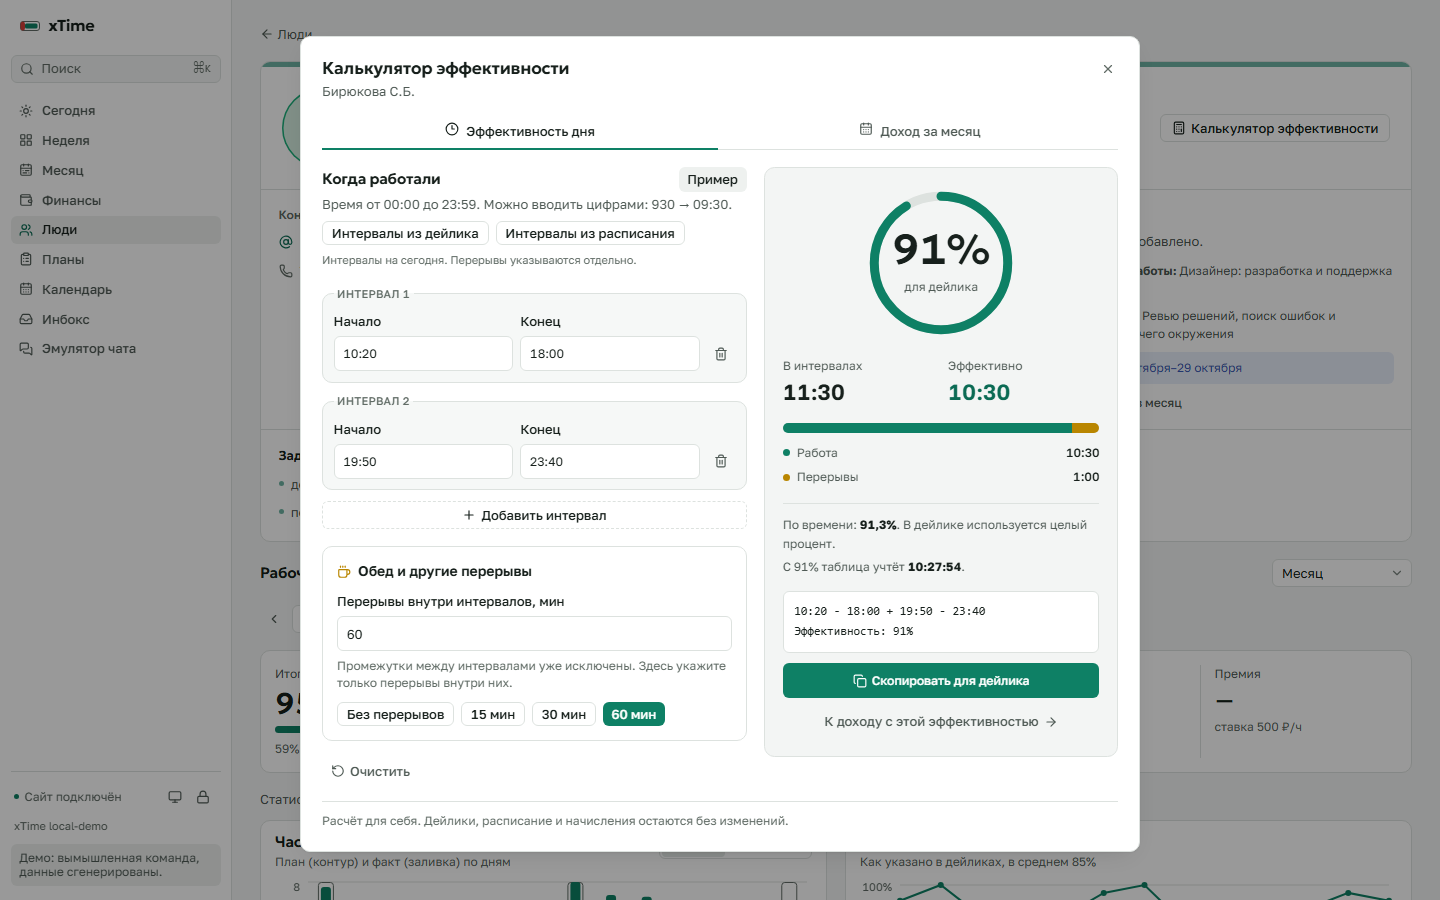 xTime
Поиск
⌘K
Сегодня
Неделя
Месяц
Финансы
Люди
Планы
Календарь
Инбокс
Эмулятор чата
Сайт подключён
xTime local-demo
Демо: вымышленная команда,
данные сгенерированы.
Калькулятор эффективности
Бирюкова С.Б.
Эффективность дня
Доход за месяц
Когда работали
Пример
Время от 00:00 до 23:59. Можно вводить цифрами: 930 → 09:30.
Интервалы из дейлика
Интервалы из расписания
Интервалы на сегодня. Перерывы указываются отдельно.
ИНТЕРВАЛ 1
Начало
Конец
10:20
18:00
ИНТЕРВАЛ 2
Начало
Конец
19:50
23:40
Добавить интервал
Обед и другие перерывы
Перерывы внутри интервалов, мин
60
Промежутки между интервалами уже исключены. Здесь укажите
только перерывы внутри них.
Без перерывов
15 мин
30 мин
60 мин
Очистить
Расчёт для себя. Дейлики, расписание и начисления остаются без изменений.
91%
для дейлика
В интервалах
Эффективно
11:30
10:30
Работа
10:30
Перерывы
1:00
По времени: 91,3%. В дейлике используется целый
процент.
С 91% таблица учтёт 10:27:54.
10:20 - 18:00 + 19:50 - 23:40
Эффективность: 91%
Скопировать для дейлика
К доходу с этой эффективностью →
← Люди
Калькулятор эффективности
Дизайнер: разработка и поддержка
Ревью решений, поиск ошибок и
чего окружения
29 октября
месяц
Месяц
59%
Премия
—
ставка 500 ₽/ч
План (контур) и факт (заливка) по дням
8
Как указано в дейликах, в среднем 85%
100%